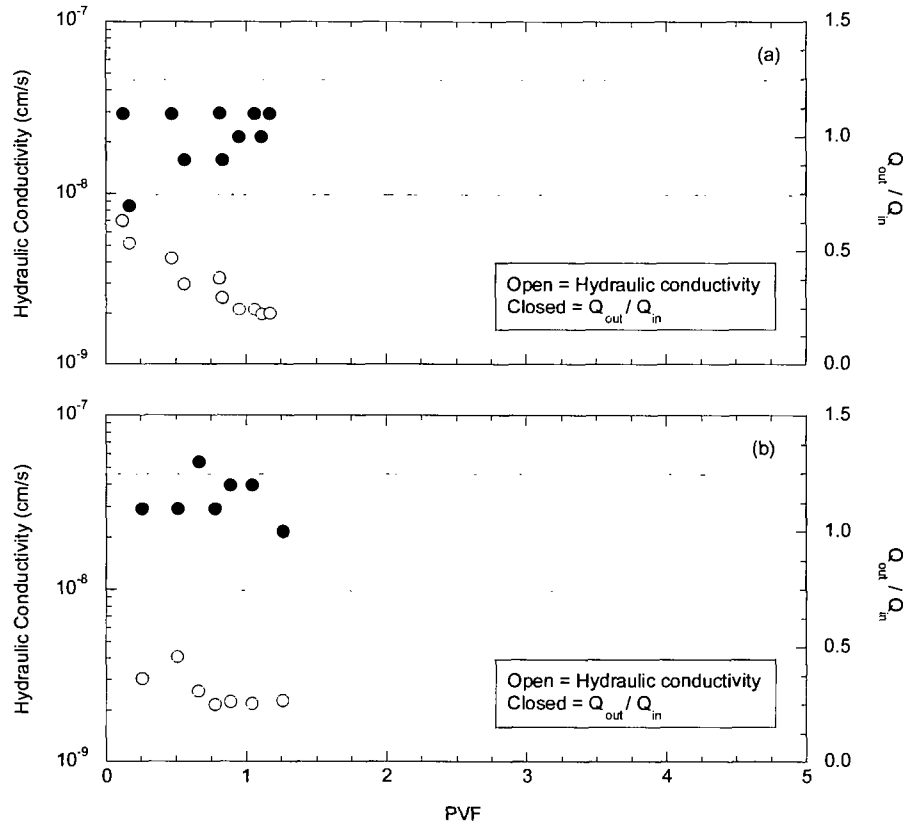 10^-7
1.5
(a)
Hydraulic Conductivity (cm/s)
1.0
Q_out / Q_in
10^-8
0.5
Open = Hydraulic conductivity
Closed = Q_out / Q_in
10^-9
0.0
10^-7
1.5
(b)
Hydraulic Conductivity (cm/s)
1.0
Q_out / Q_in
10^-8
0.5
Open = Hydraulic conductivity
Closed = Q_out / Q_in
10^-9
0.0
0 1 2 3 4 5
PVF